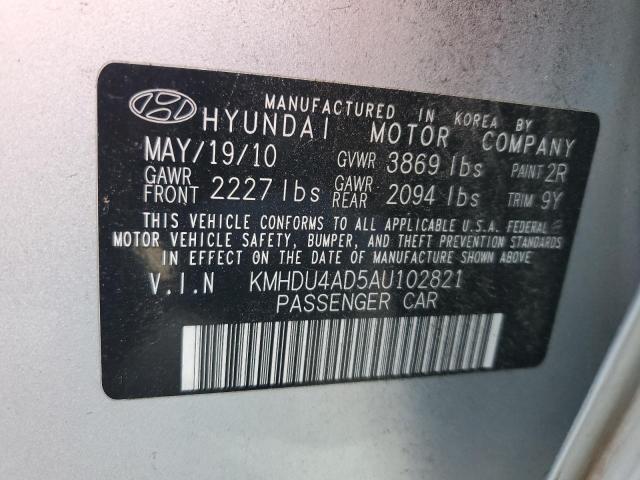 MANUFACTURED IN KOREA BY
HYUNDAI MOTOR COMPANY
MAY/19/10 GVWR 3869 lbs PAINT 2R
GAWR FRONT 2227 lbs GAWR REAR 2094 lbs TRIM 9Y
THIS VEHICLE CONFORMS TO ALL APPLICABLE U.S.A. FEDERAL
MOTOR VEHICLE SAFETY, BUMPER, AND THEFT PREVENTION STANDARDS
IN EFFECT ON THE DATE OF MANUFACTURE SHOWN ABOVE.
V.I.N KMHDU4AD5AU102821
PASSENGER CAR